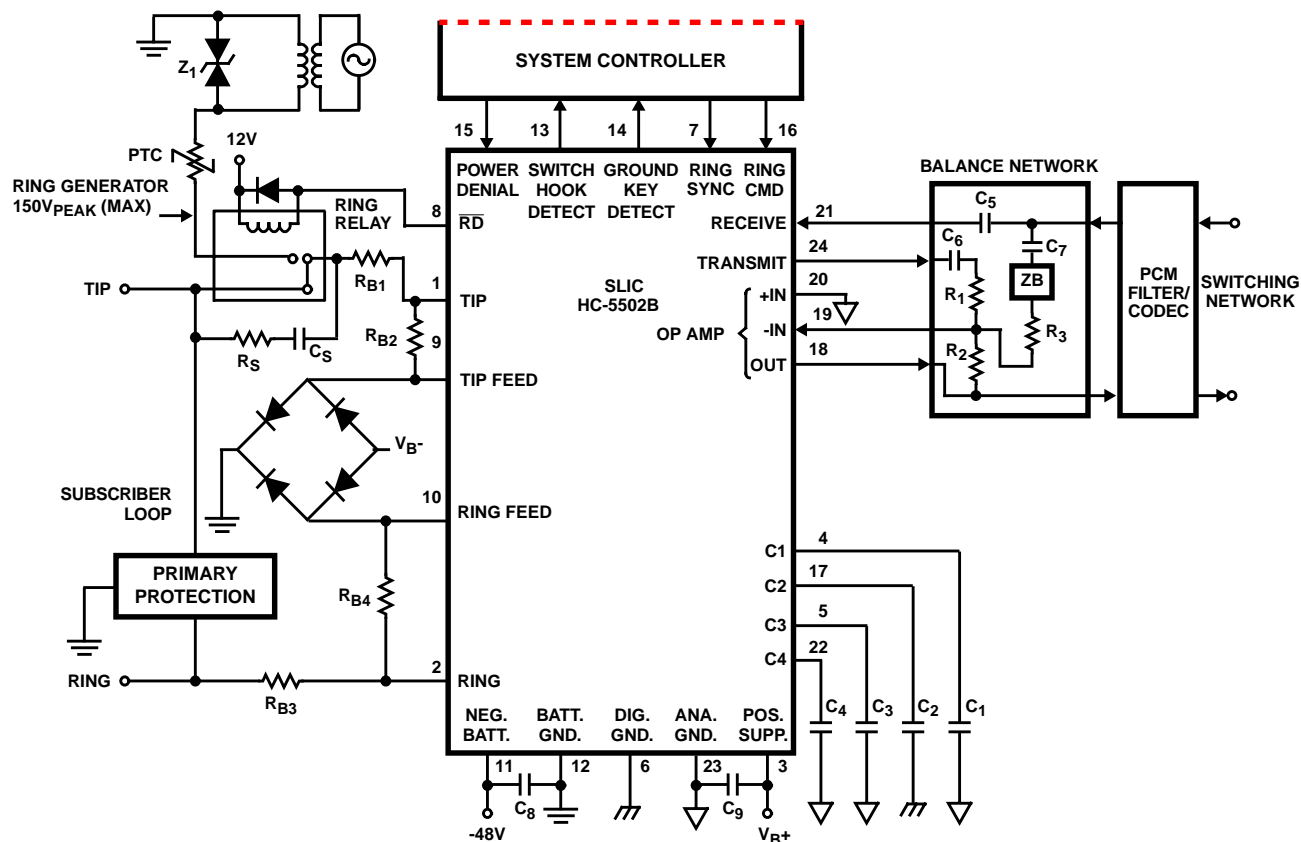 SYSTEM CONTROLLER
Z1
PTC
12V
RING GENERATOR
150VPEAK (MAX)
RING
RELAY
15
13
14
7
16
POWER
DENIAL
SWITCH
HOOK
DETECT
GROUND
KEY
DETECT
RING
SYNC
RING
CMD
8
RD
RECEIVE
21
TRANSMIT
24
SLIC
HC-5502B
+IN
20
OP AMP
-IN
19
OUT
18
BALANCE NETWORK
C5
C6
C7
ZB
R1
R2
R3
PCM
FILTER/
CODEC
SWITCHING
NETWORK
TIP
RB1
1
TIP
RS
CS
RB2
9
TIP FEED
VB-
SUBSCRIBER
LOOP
10
RING FEED
PRIMARY
PROTECTION
RB4
RING
RB3
2
RING
C1
4
C2
17
C3
5
C4
22
C4
C3
C2
C1
NEG.
BATT.
BATT.
GND.
DIG.
GND.
ANA.
GND.
POS.
SUPP.
11
12
6
23
3
C8
C9
-48V
VB+